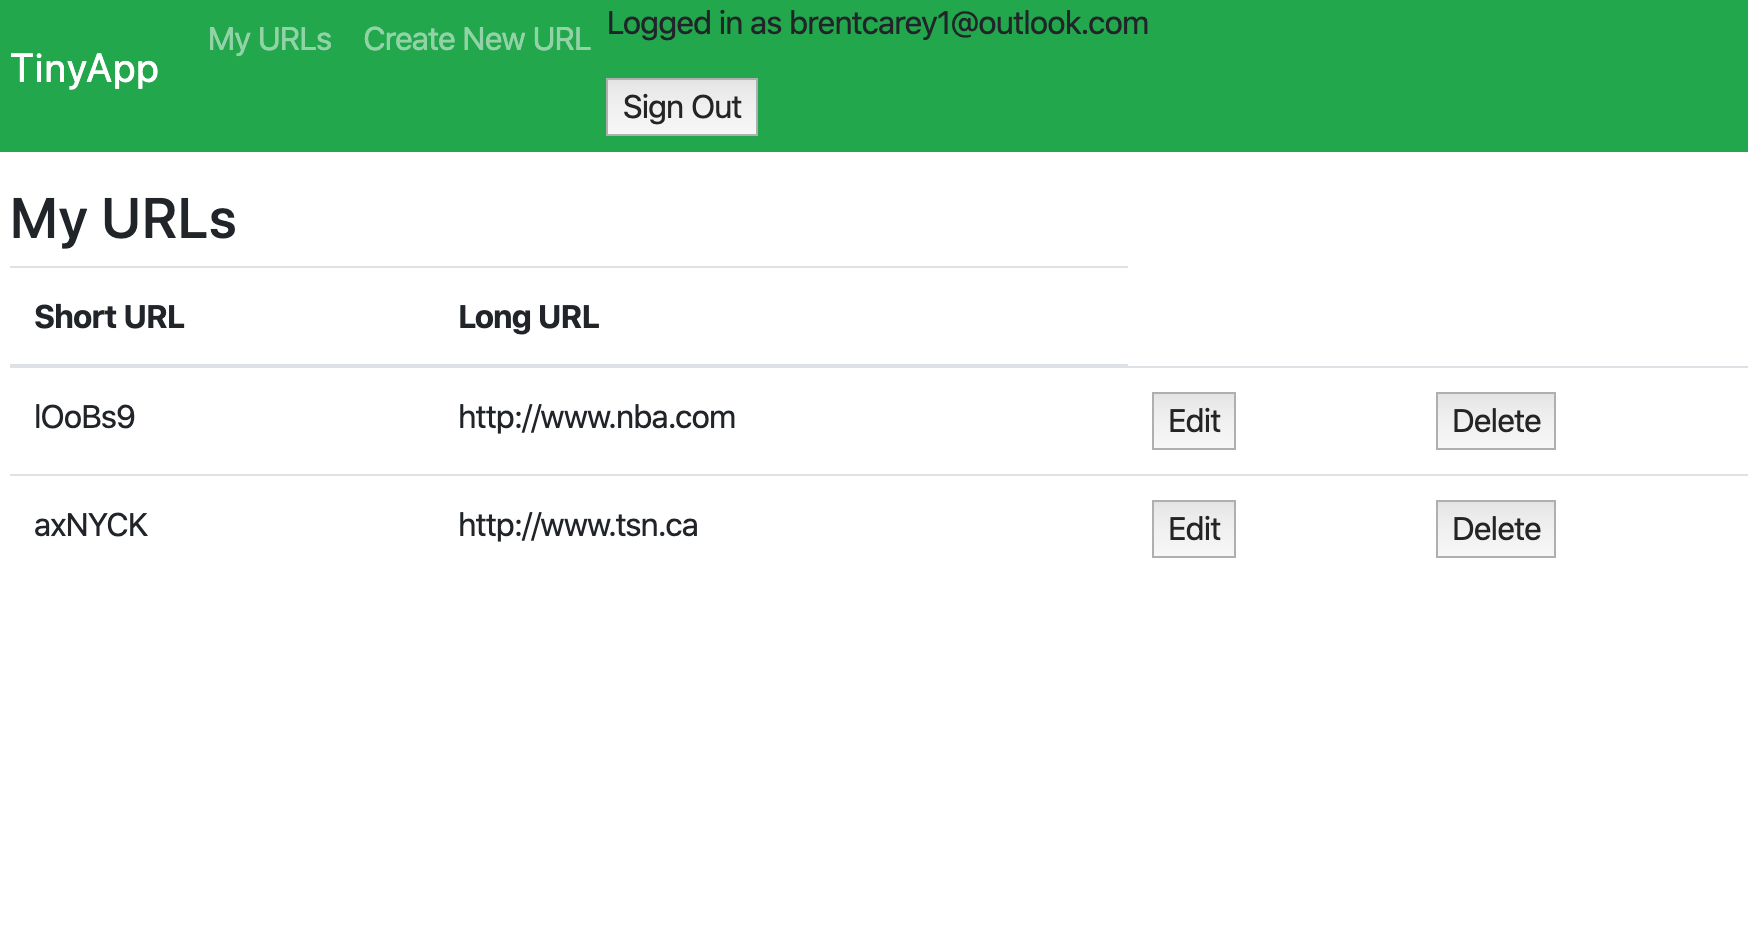 TinyApp
My URLs Create New URL
Logged in as brentcarey1@outlook.com
Sign Out
My URLs
Short URL Long URL
lOoBs9 http://www.nba.com Edit Delete
axNYCK http://www.tsn.ca Edit Delete